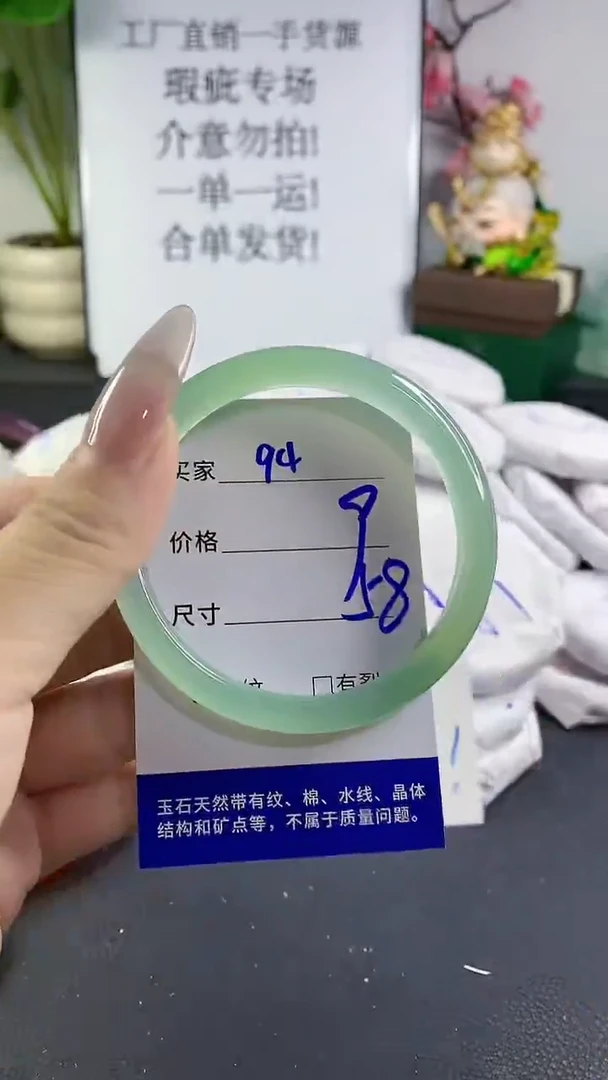 工厂直销一手货源
瑕疵专场
介意勿拍!
一单一运!
合单发货!
买家 94
价格
尺寸 58
纹 □有裂
玉石天然带有纹、棉、水线、晶体
结构和矿点等，不属于质量问题。